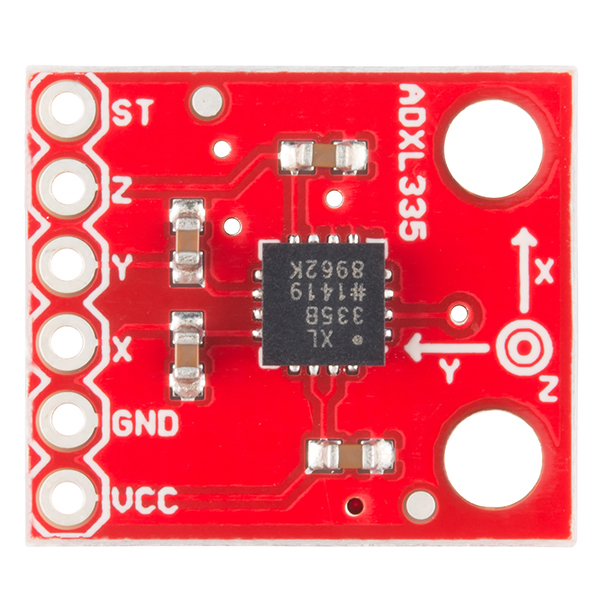 ST
Z
Y
X
GND
VCC
ADXL335
XL
335B
#1419
8962K
X
Y
Z